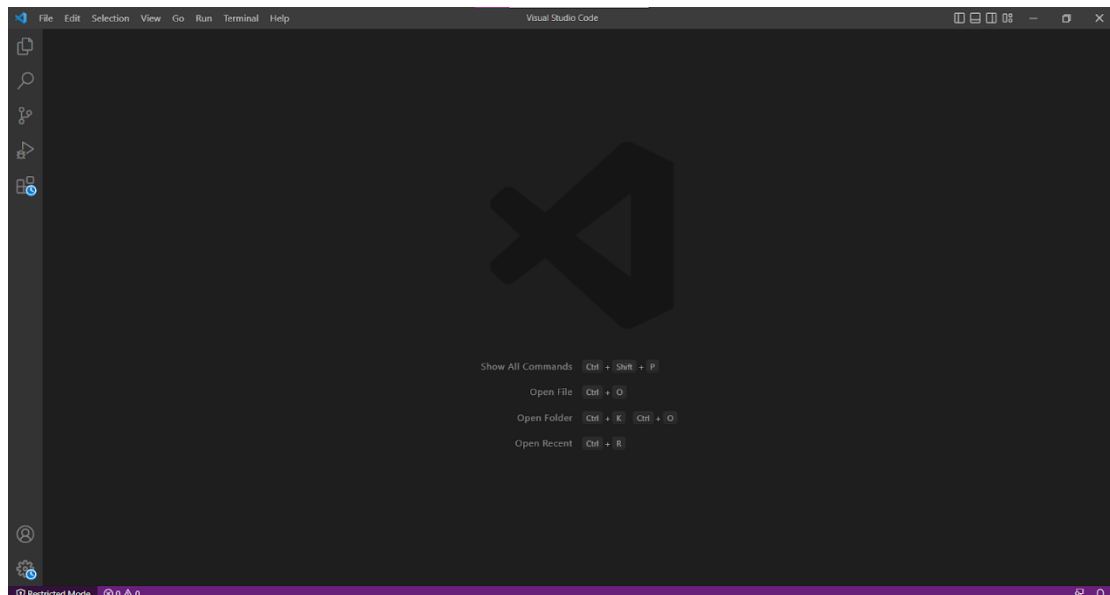 File Edit Selection View Go Run Terminal Help Visual Studio Code
Show All Commands Ctrl + Shift + P
Open File Ctrl + O
Open Folder Ctrl + K Ctrl + O
Open Recent Ctrl + R
Restricted Mode 0 0